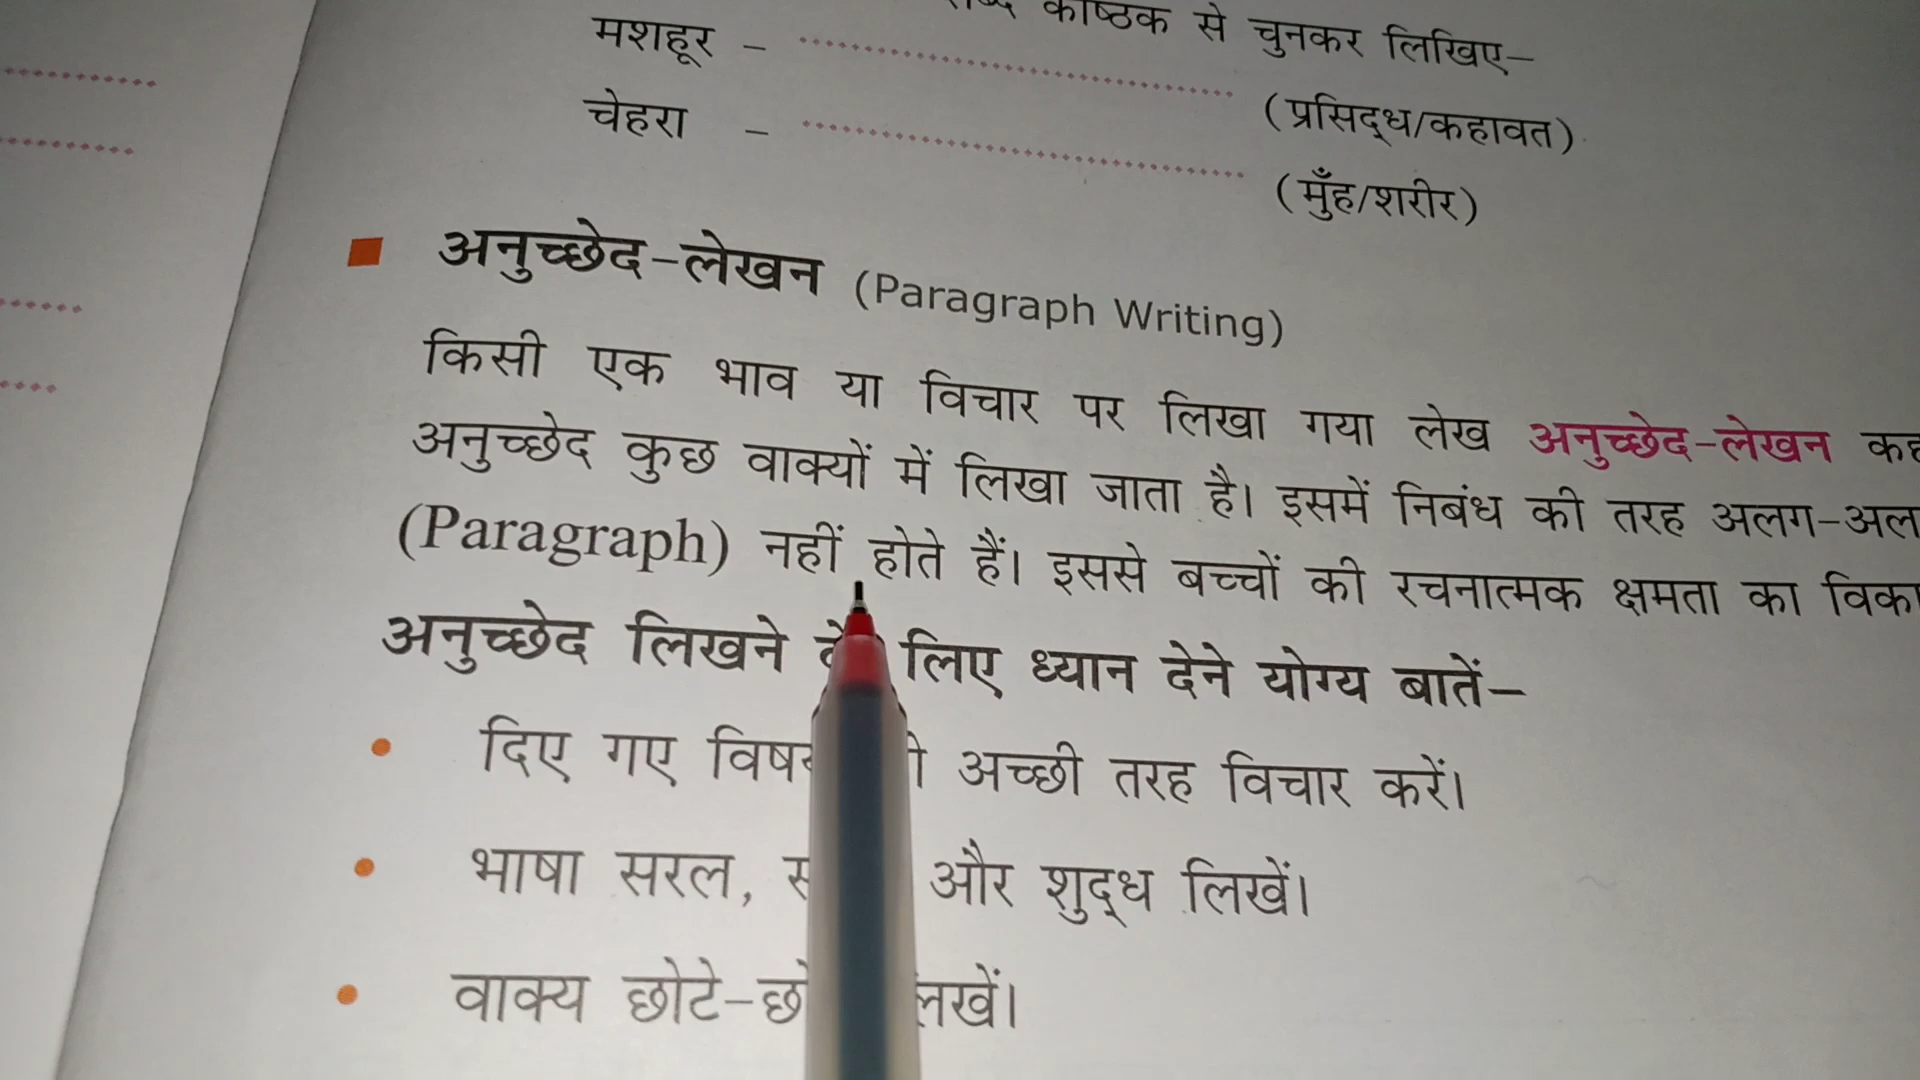 कोष्ठक से चुनकर लिखिए–
मशहूर – (प्रसिद्ध/कहावत)
चेहरा – (मुँह/शरीर)
अनुच्छेद-लेखन (Paragraph Writing)
किसी एक भाव या विचार पर लिखा गया लेख अनुच्छेद-लेखन
अनुच्छेद कुछ वाक्यों में लिखा जाता है। इसमें निबंध की तरह
(Paragraph) नहीं होते हैं। इससे बच्चों की रचनात्मक क्षमता का
अनुच्छेद लिखने लिए ध्यान देने योग्य बातें–
• दिए गए अच्छी तरह विचार करें।
• भाषा सरल, और शुद्ध लिखें।
• वाक्य